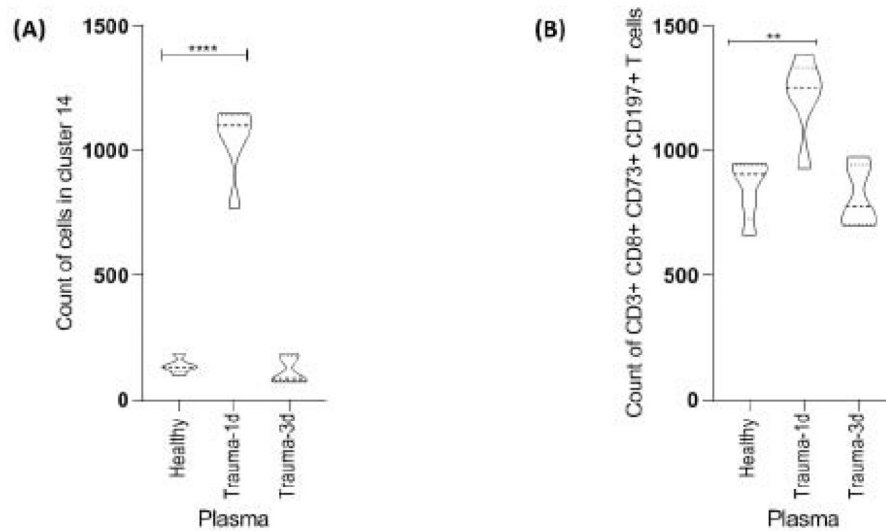 (A)
****
1500
1000
500
0
Count of cells in cluster 14
Healthy
Trauma-1d
Trauma-3d
Plasma
(B)
**
1500
1000
500
0
Count of CD3+ CD8+ CD73+ CD197+ T cells
Healthy
Trauma-1d
Trauma-3d
Plasma